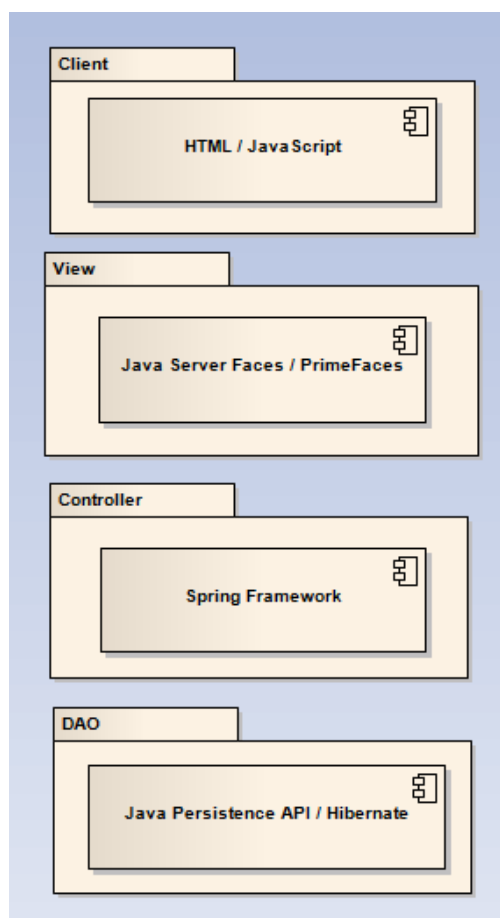 Client
HTML / JavaScript
View
Java Server Faces / PrimeFaces
Controller
Spring Framework
DAO
Java Persistence API / Hibernate